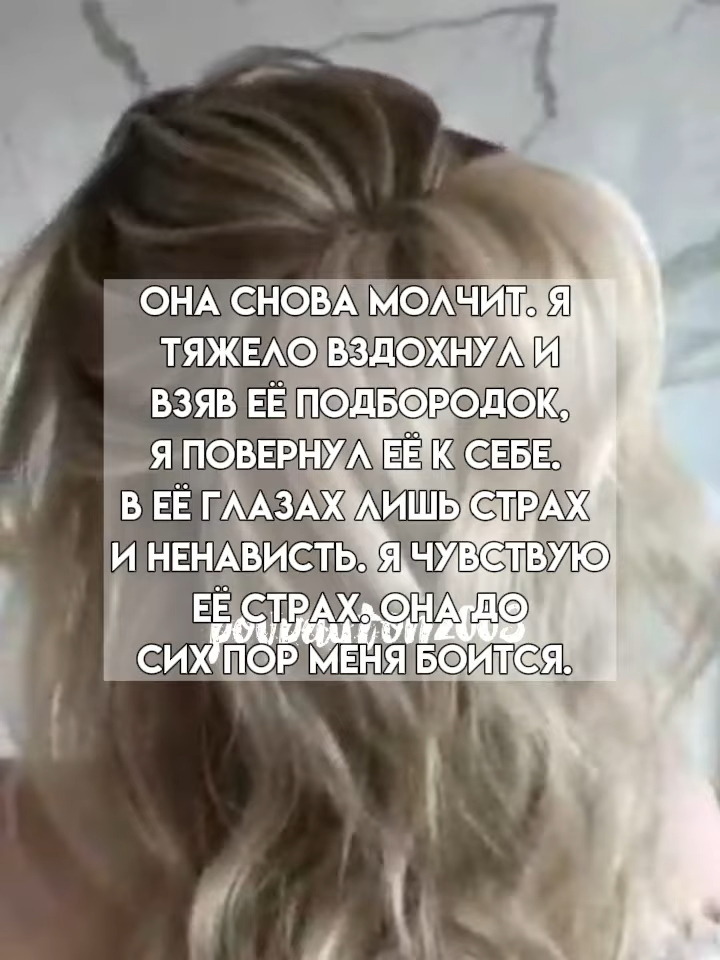 ОНА СНОВА МОЛЧИТ. Я
ТЯЖЕЛО ВЗДОХНУЛ И
ВЗЯВ ЕЁ ПОДБОРОДОК,
Я ПОВЕРНУЛ ЕЁ К СЕБЕ.
В ЕЁ ГЛАЗАХ ЛИШЬ СТРАХ
И НЕНАВИСТЬ. Я ЧУВСТВУЮ
ЕЁ СТРАХ. ОНА ДО
СИХ ПОР МЕНЯ БОИТСЯ.